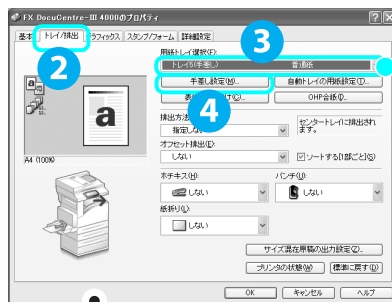 FX DocuCentre-III 4000のプロパティ
基本 トレイ/排出 グラフィックス スタンプ/フォーム 詳細設定
用紙トレイ選択(F):
トレイ5(手差し) 普通紙
手差し設定(M)... 自動トレイの用紙設定(T)...
OHP合紙(I)...
排出方法
指定しない
センタートレイに排出されます。
オフセット排出(E):
しない ソートする[1部ごと](S)
A4 (100%)
ホチキス(H): パンチ(U):
しない しない
紙折り(L):
しない
サイズ混在原稿の出力設定(Z)...
プリンタの状態(W) 標準に戻す(D)
OK キャンセル ヘルプ
2
3
4
a
a